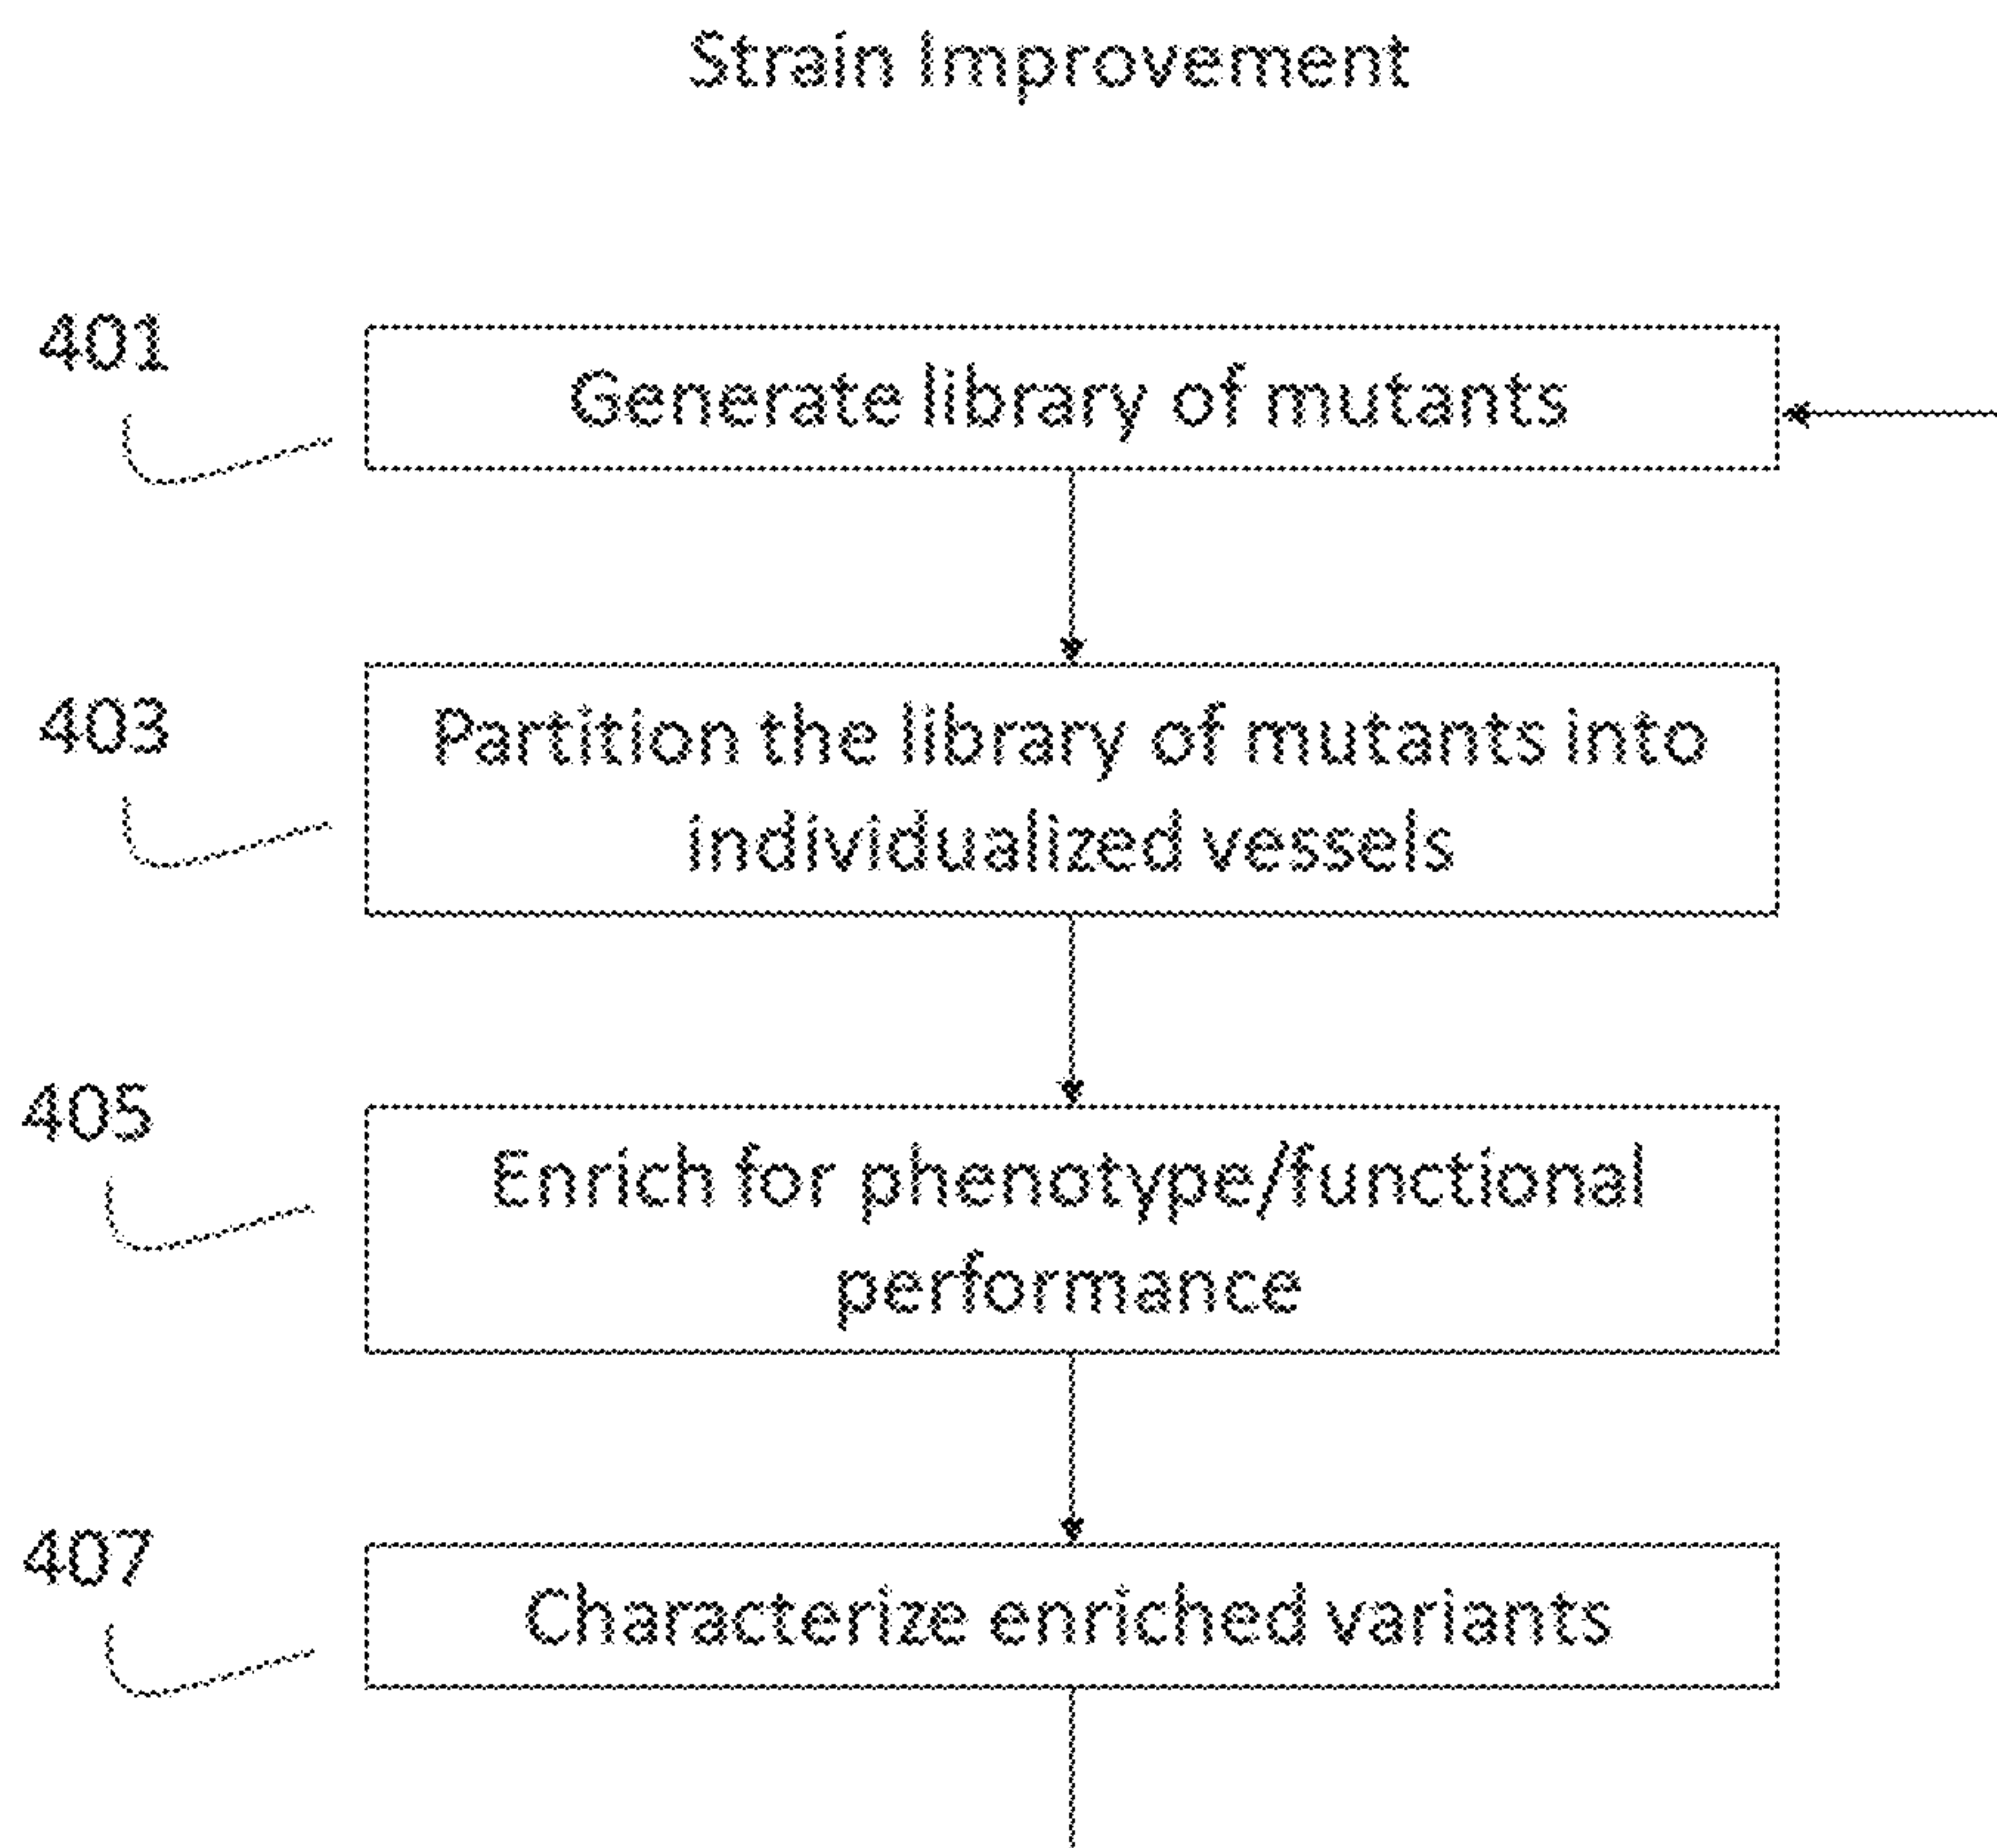 Strain Improvement
401
Generate library of mutants
403
Partition the library of mutants into
individualized vessels
405
Enrich for phenotype/functional
performance
407
Characterize enriched variants